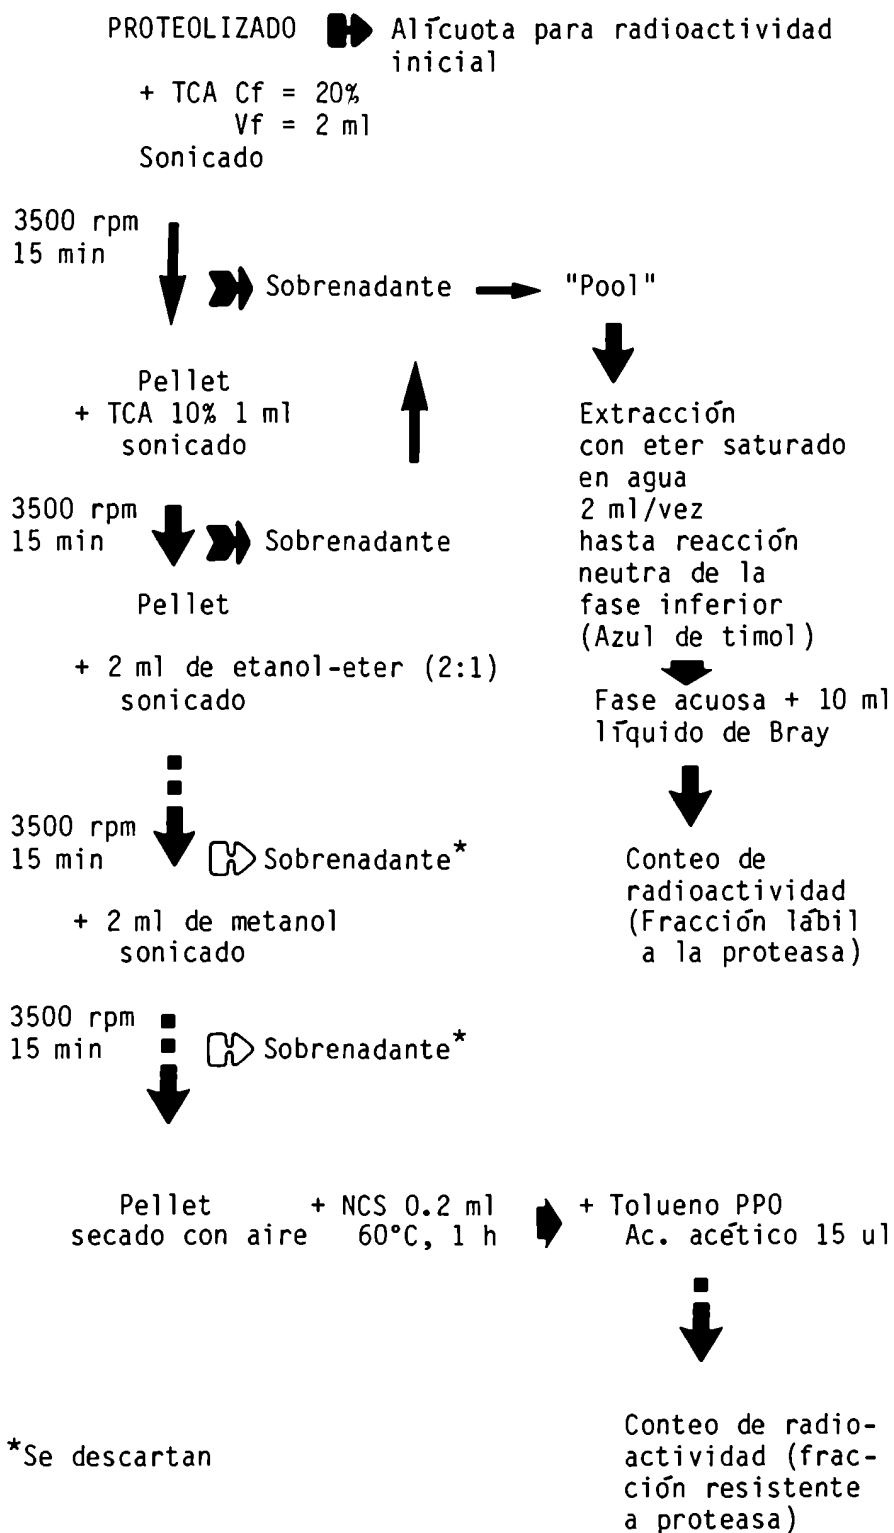 PROTEOLIZADO
Alícuota para radioactividad
inicial
+ TCA Cf = 20%
Vf = 2 ml
Sonicado
3500 rpm
15 min
Sobrenadante
"Pool"
Pellet
+ TCA 10% 1 ml
sonicado
Extracción
con eter saturado
en agua
2 ml/vez
hasta reacción
neutra de la
fase inferior
(Azul de timol)
3500 rpm
15 min
Sobrenadante
Pellet
+ 2 ml de etanol-eter (2:1)
sonicado
Fase acuosa + 10 ml
líquido de Bray
3500 rpm
15 min
Sobrenadante*
Conteo de
radioactividad
(Fracción lábil
a la proteasa)
+ 2 ml de metanol
sonicado
3500 rpm
15 min
Sobrenadante*
Pellet
secado con aire
+ NCS 0.2 ml
60°C, 1 h
+ Tolueno PPO
Ac. acético 15 ul
Conteo de radio-
actividad (frac-
ción resistente
a proteasa)
*Se descartan